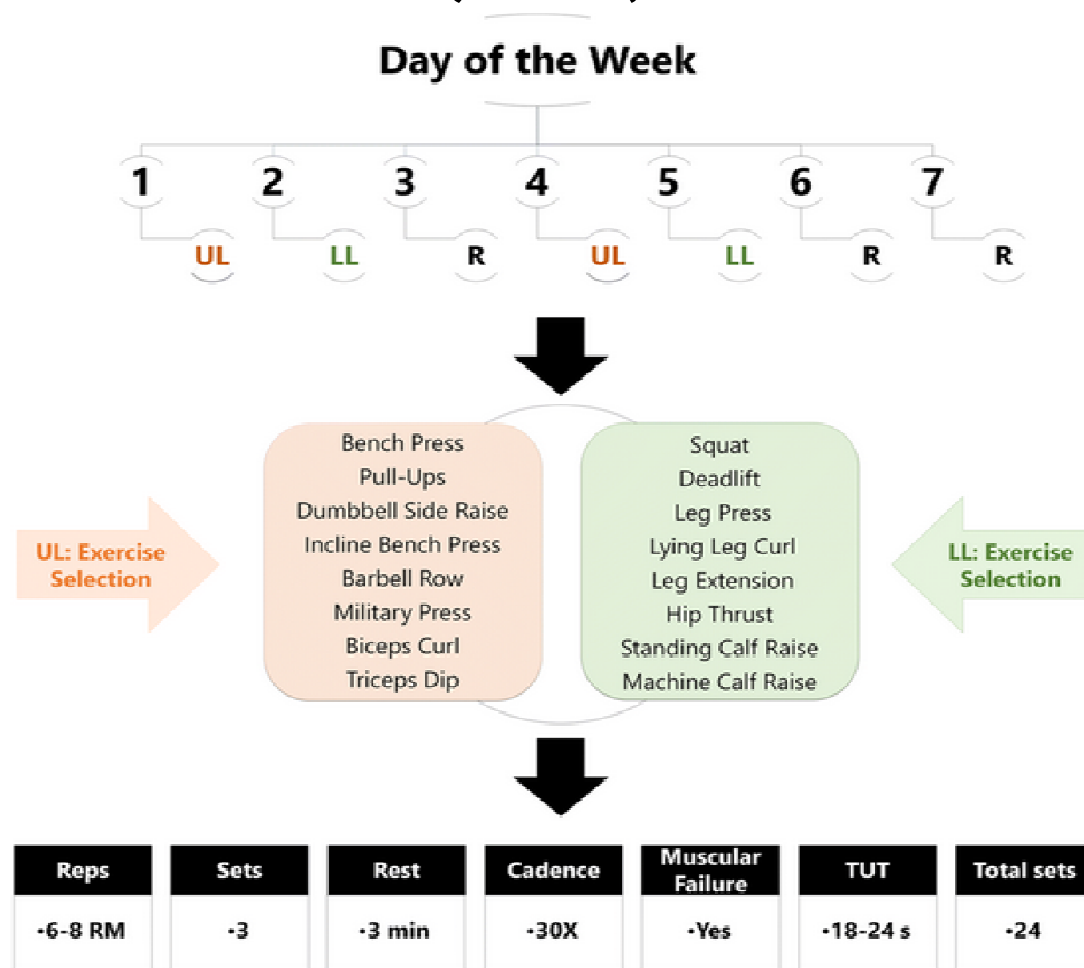 Day of the Week
1 2 3 4 5 6 7
UL LL R UL LL R R
UL: Exercise
Selection
Bench Press
Pull-Ups
Dumbbell Side Raise
Incline Bench Press
Barbell Row
Military Press
Biceps Curl
Triceps Dip
Squat
Deadlift
Leg Press
Lying Leg Curl
Leg Extension
Hip Thrust
Standing Calf Raise
Machine Calf Raise
LL: Exercise
Selection
Reps Sets Rest Cadence Muscular Failure TUT Total sets
•6-8 RM •3 •3 min •30X •Yes •18-24 s •24